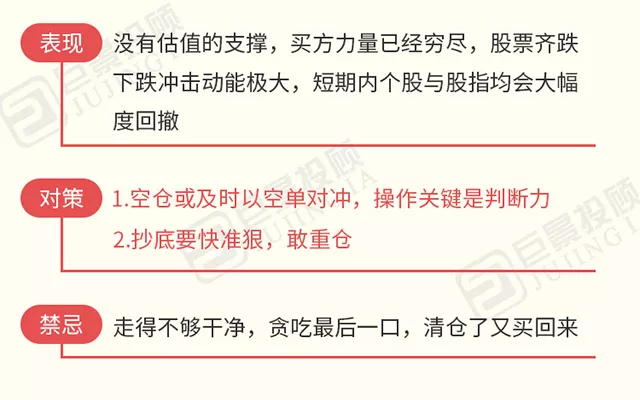 表现
没有估值的支撑，买方力量已经穷尽，股票齐跌
下跌冲击动能极大，短期内个股与股指均会大幅
度回撤
对策
1.空仓或及时以空单对冲，操作关键是判断力
2.抄底要快准狠，敢重仓
禁忌
走得不够干净，贪吃最后一口，清仓了又买回来
巨景投顾
JUJING IA
巨景投顾
JUJING IA
巨景投顾
JUJING I